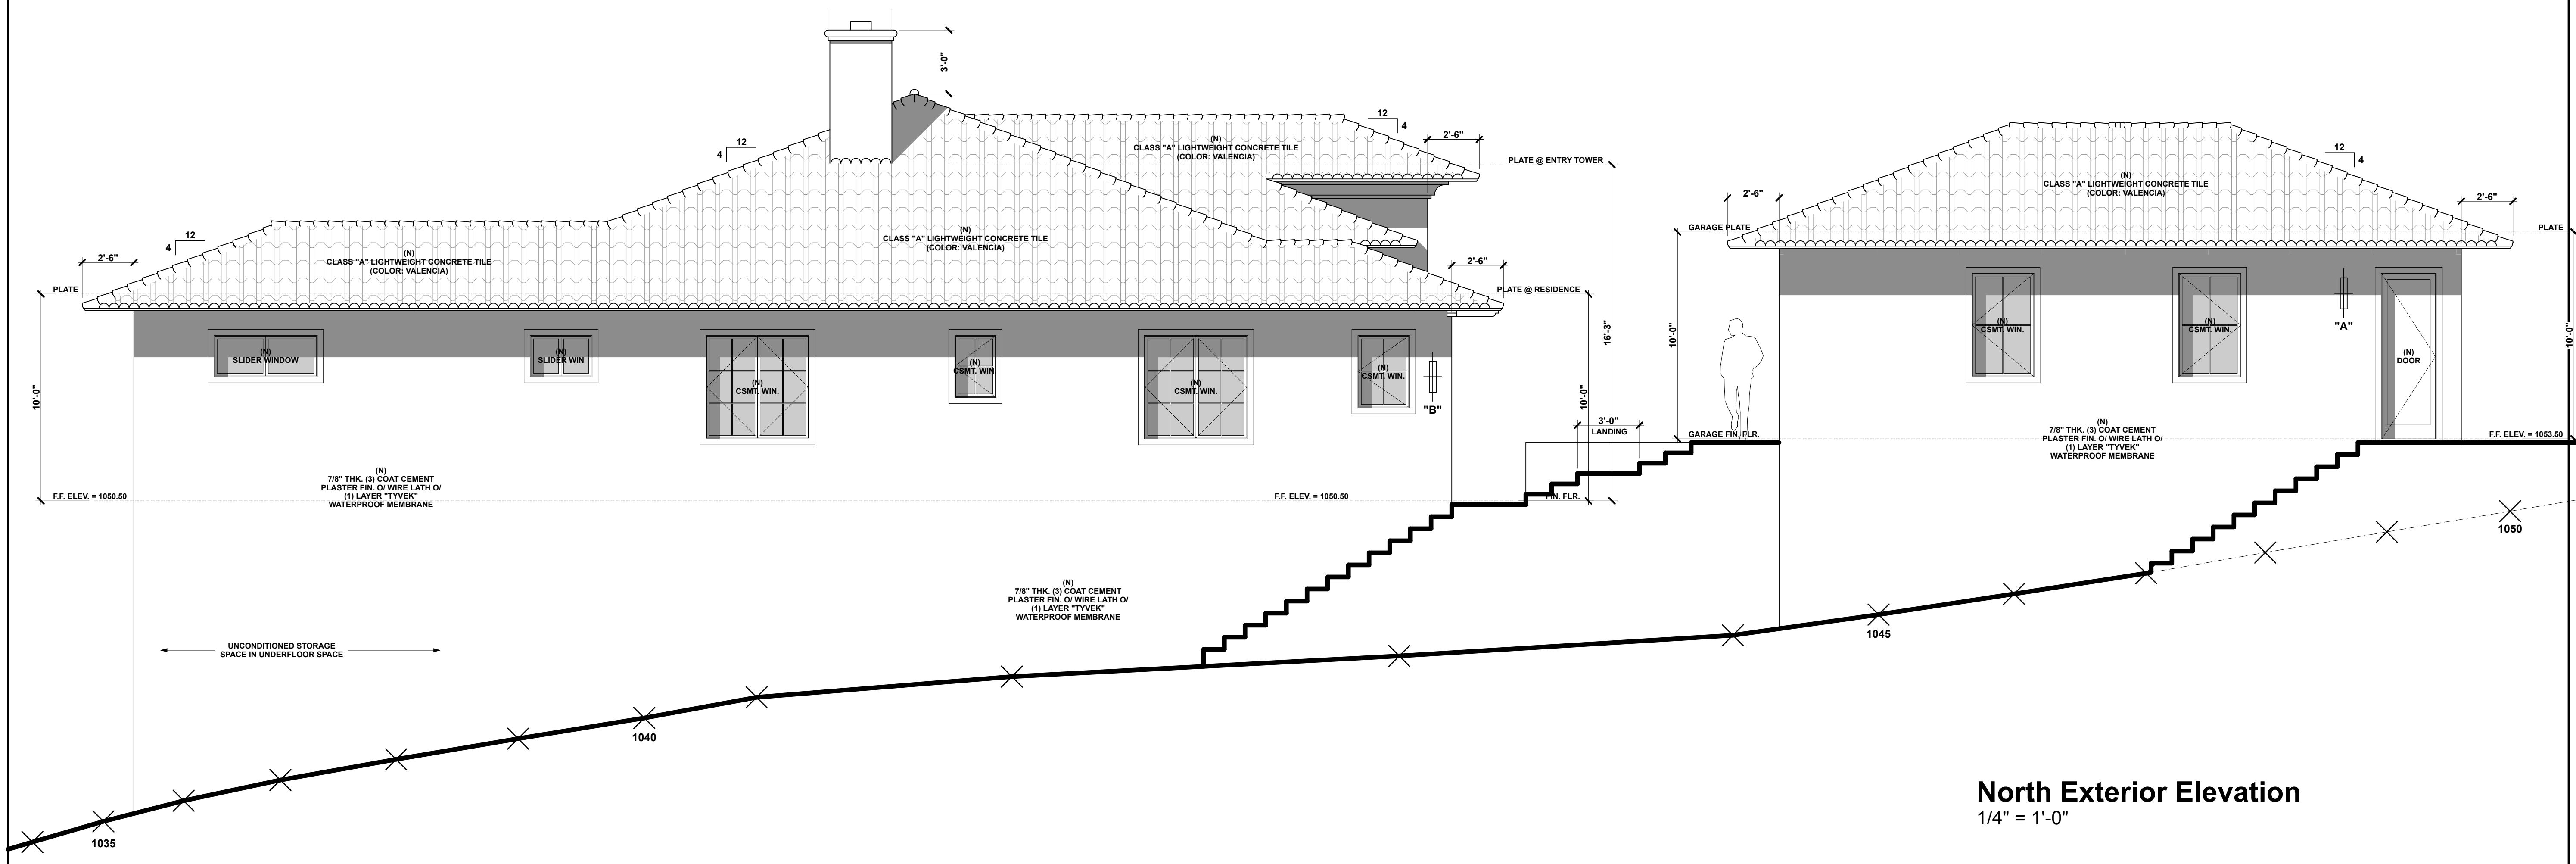 3'-0"
12
4
2'-6"
(N)
CLASS "A" LIGHTWEIGHT CONCRETE TILE
(COLOR: VALENCIA)
PLATE @ ENTRY TOWER
12
4
12
4
(N)
CLASS "A" LIGHTWEIGHT CONCRETE TILE
(COLOR: VALENCIA)
2'-6"
2'-6"
GARAGE PLATE
PLATE
12
4
(N)
CLASS "A" LIGHTWEIGHT CONCRETE TILE
(COLOR: VALENCIA)
(N)
CLASS "A" LIGHTWEIGHT CONCRETE TILE
(COLOR: VALENCIA)
2'-6"
2'-6"
PLATE
PLATE @ RESIDENCE
(N)
SLIDER WINDOW
(N)
SLIDER WIN
(N)
CSMT. WIN.
(N)
CSMT. WIN.
(N)
CSMT. WIN.
(N)
CSMT. WIN.
"B"
16'-3"
10'-0"
10'-0"
10'-0"
(N)
CSMT. WIN.
(N)
CSMT. WIN.
"A"
(N)
DOOR
10'-0"
3'-0"
LANDING
GARAGE FIN. FLR.
F.F. ELEV. = 1053.50
(N)
7/8" THK. (3) COAT CEMENT
PLASTER FIN. O/ WIRE LATH O/
(1) LAYER "TYVEK"
WATERPROOF MEMBRANE
(N)
7/8" THK. (3) COAT CEMENT
PLASTER FIN. O/ WIRE LATH O/
(1) LAYER "TYVEK"
WATERPROOF MEMBRANE
F.F. ELEV. = 1050.50
F.F. ELEV. = 1050.50
FIN. FLR.
1050
(N)
7/8" THK. (3) COAT CEMENT
PLASTER FIN. O/ WIRE LATH O/
(1) LAYER "TYVEK"
WATERPROOF MEMBRANE
UNCONDITIONED STORAGE
SPACE IN UNDERFLOOR SPACE
1045
1040
1035
North Exterior Elevation
1/4" = 1'-0"